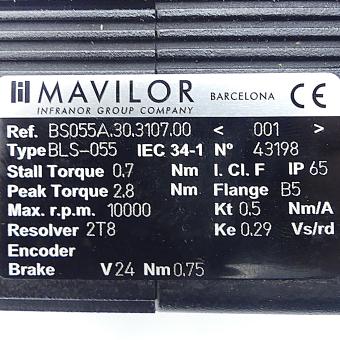 MAVILOR BARCELONA CE
INFRANOR GROUP COMPANY
Ref. BS055A.30.3107.00 < 001 >
Type BLS-055 IEC 34-1 Nº 43198
Stall Torque 0.7 Nm I. Cl. F IP 65
Peak Torque 2.8 Nm Flange B5
Max. r.p.m. 10000 Kt 0.5 Nm/A
Resolver 2T8 Ke 0.29 Vs/rd
Encoder
Brake V 24 Nm 0.75